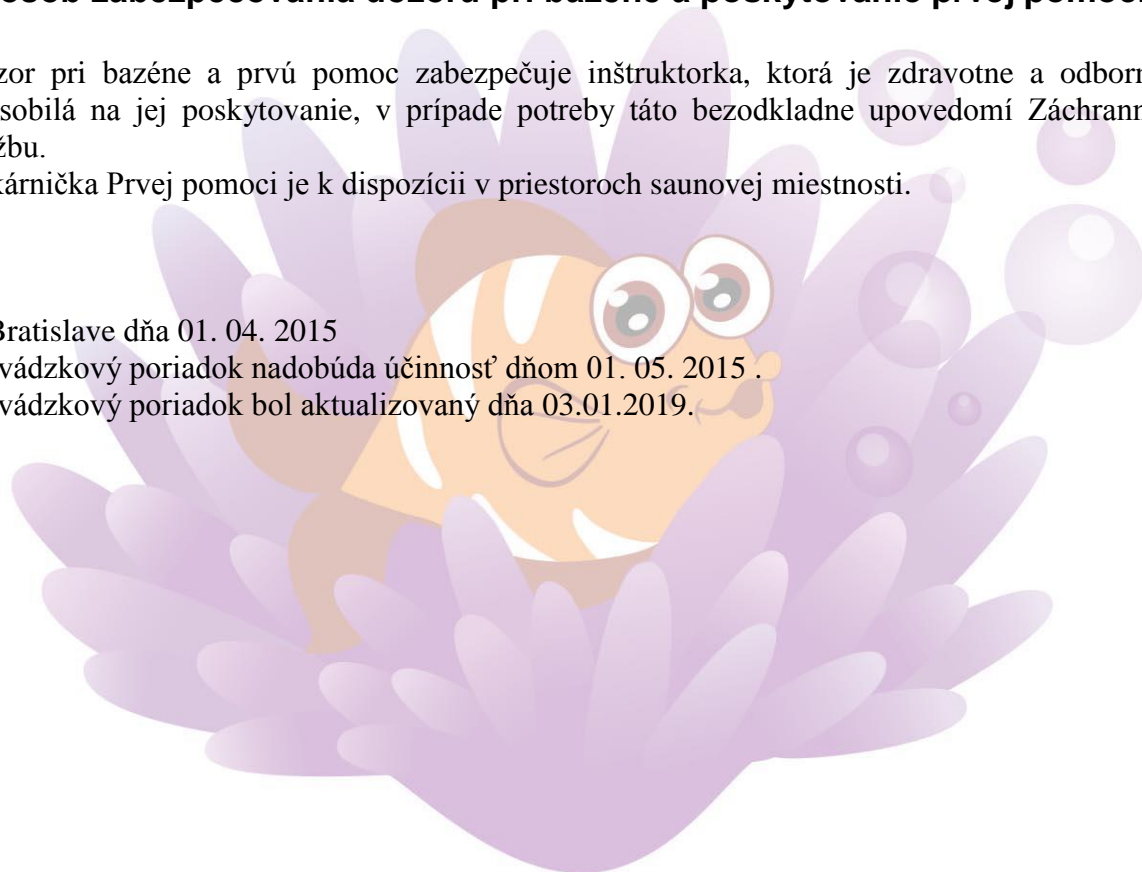 osob zabezpečovania dozoru pri bazéne a poskytovanie prvej pomoci
zor pri bazéne a prvú pomoc zabezpečuje inštruktorka, ktorá je zdravotne a odborn
sobilá na jej poskytovanie, v prípade potreby táto bezodkladne upovedomí Záchrann
žbu.
kárnička Prvej pomoci je k dispozícii v priestoroch saunovej miestnosti.
Bratislave dňa 01. 04. 2015
vádzkový poriadok nadobúda účinnosť dňom 01. 05. 2015 .
vádzkový poriadok bol aktualizovaný dňa 03.01.2019.